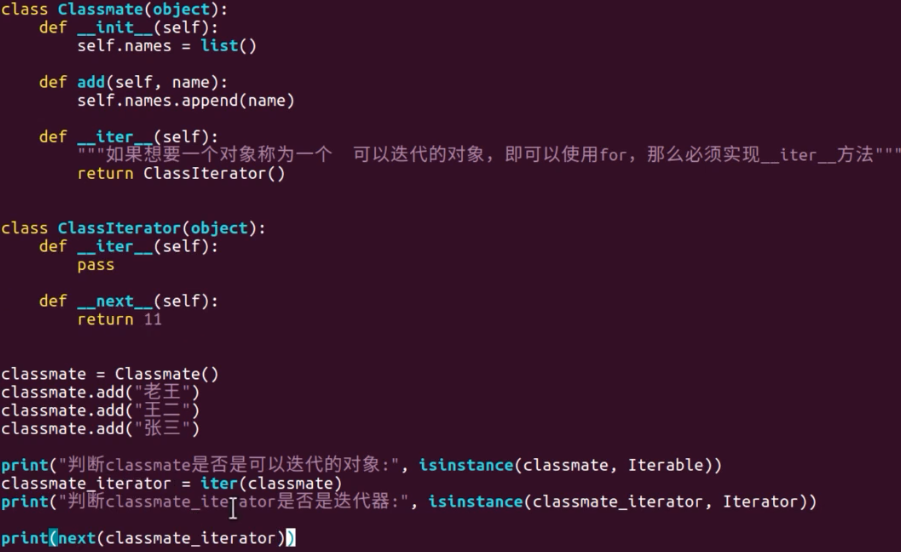 class Classmate(object):
    def __init__(self):
        self.names = list()

    def add(self, name):
        self.names.append(name)

    def __iter__(self):
        """如果想要一个对象称为一个　可以迭代的对象，即可以使用for，那么必须实现__iter__方法"""
        return ClassIterator()


class ClassIterator(object):
    def __iter__(self):
        pass

    def __next__(self):
        return 11


classmate = Classmate()
classmate.add("老王")
classmate.add("王二")
classmate.add("张三")

print("判断classmate是否是可以迭代的对象:", isinstance(classmate, Iterable))
classmate_iterator = iter(classmate)
print("判断classmate_iterator是否是迭代器:", isinstance(classmate_iterator, Iterator))

print(next(classmate_iterator))